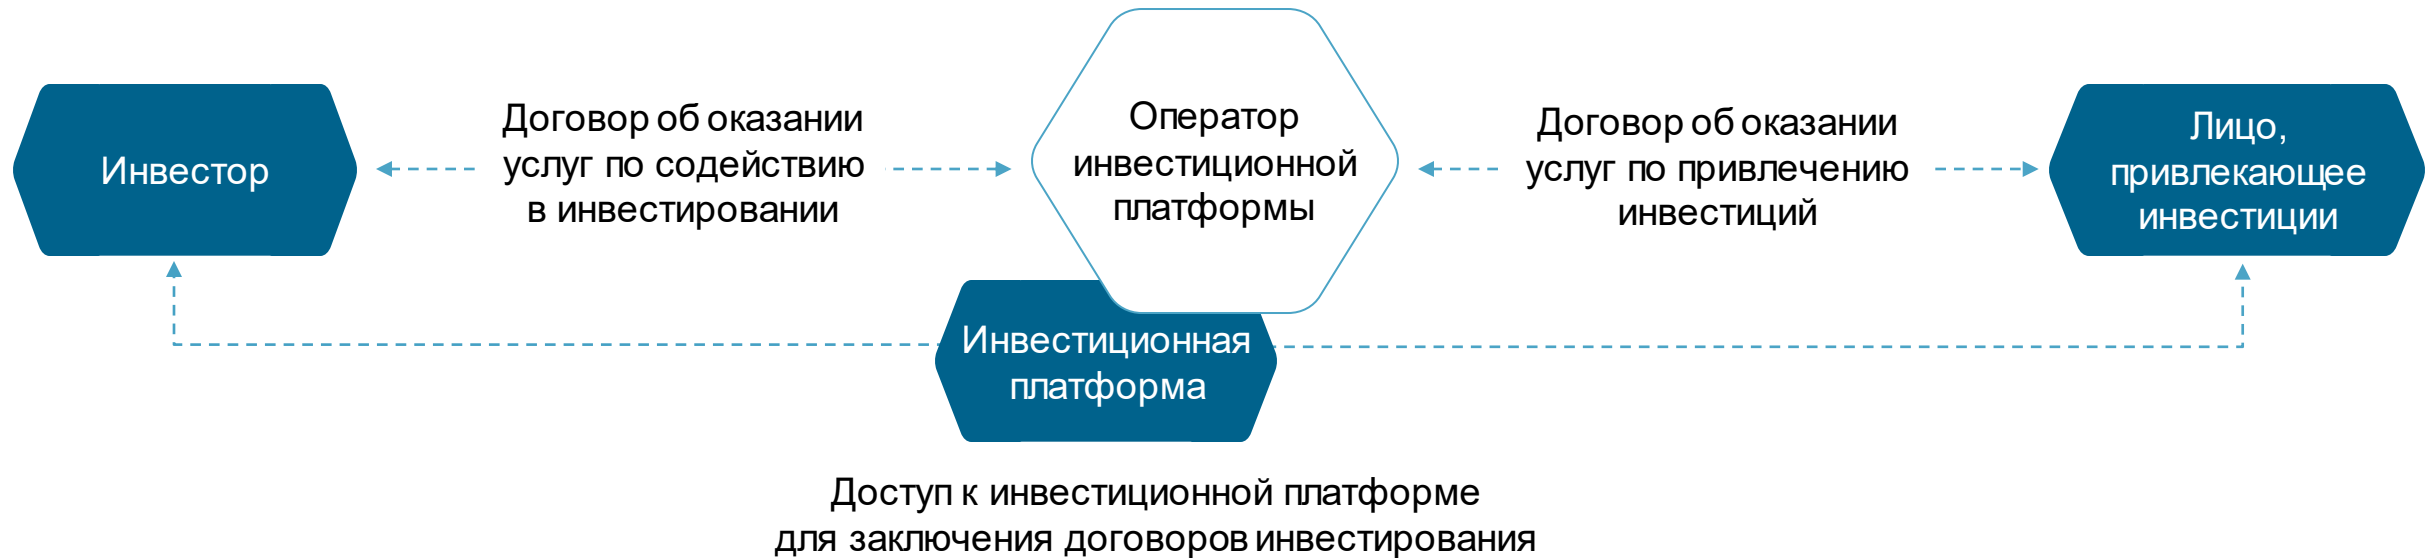 Инвестор
Договор об оказании
услуг по содействию
в инвестировании
Оператор
инвестиционной
платформы
Договор об оказании
услуг по привлечению
инвестиций
Лицо,
привлекающее
инвестиции
Инвестиционная
платформа
Доступ к инвестиционной платформе
для заключения договоров инвестирования